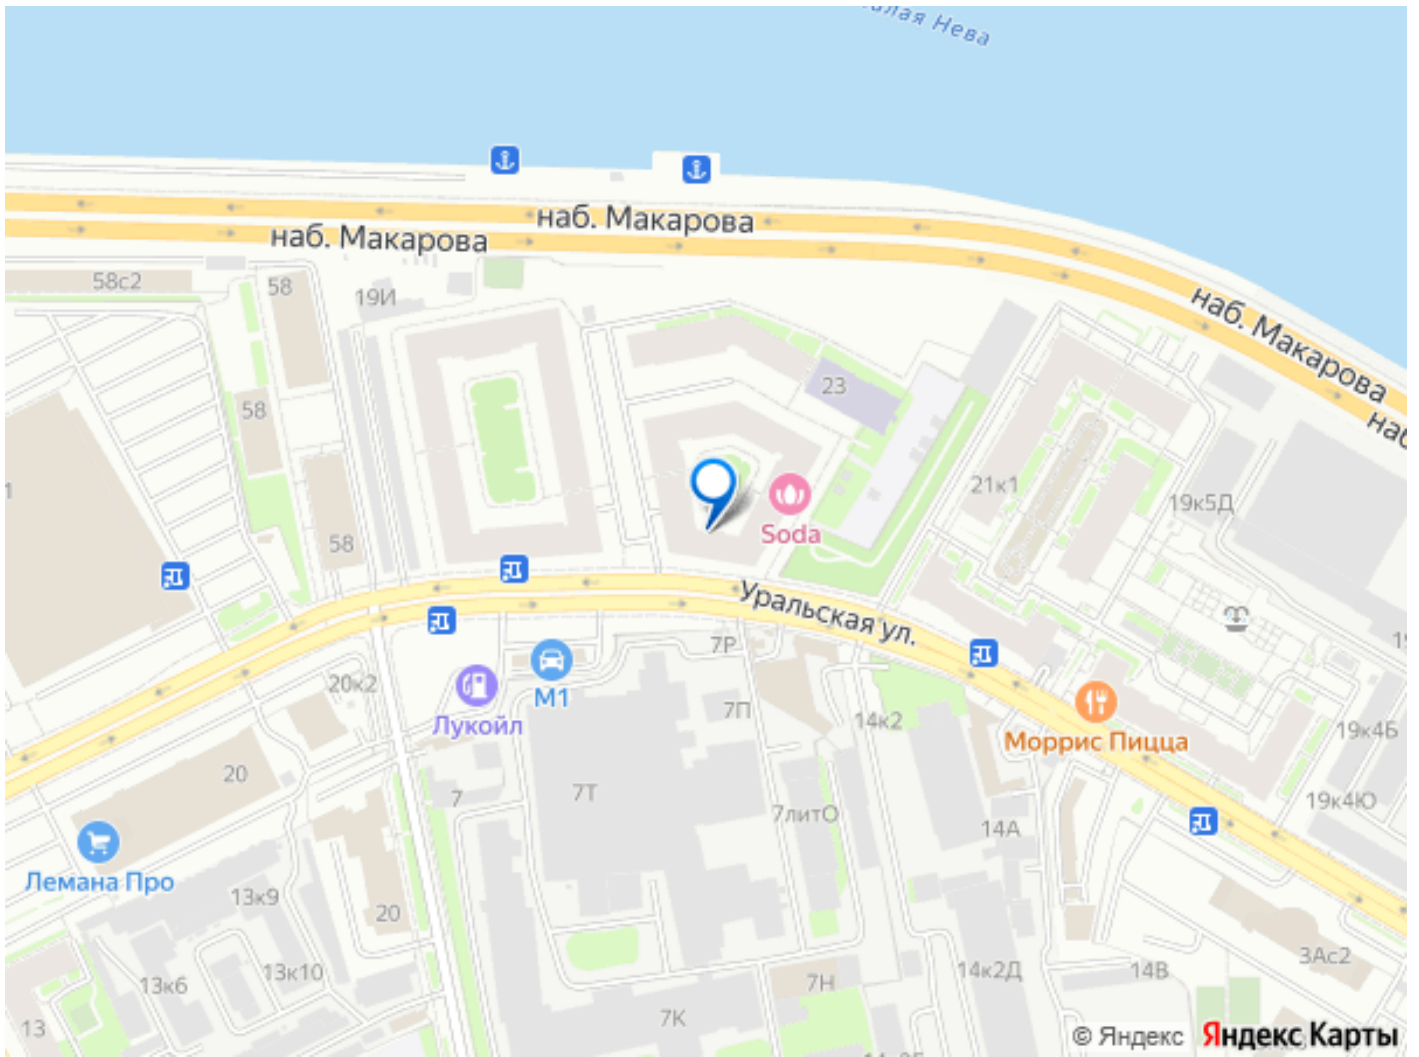 Нева
наб. Макарова
наб. Макарова
58с2
58
19И
наб. Макарова
23
58
наб
21к1
1
19к5Д
58
Soda
Уральская ул.
7Р
М1
20к2
Лукойл
7П
14к2
Моррис Пицца
19к4Б
20
7
7Т
7литО
14А
19к4Ю
Лемана Про
13к9
20
3Ас2
13к6
13к10
14к2Д
14В
7Н
13
7К
© Яндекс
Яндекс Карты